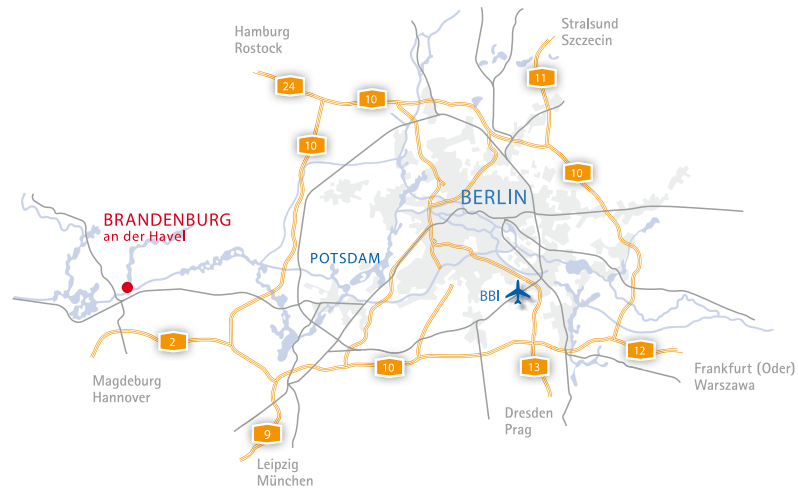 Hamburg
Rostock
Stralsund
Szczecin
24
10
11
10
10
BERLIN
BRANDENBURG
an der Havel
POTSDAM
BBI
2
10
12
13
Magdeburg
Hannover
Frankfurt (Oder)
Warszawa
Dresden
Prag
9
Leipzig
München